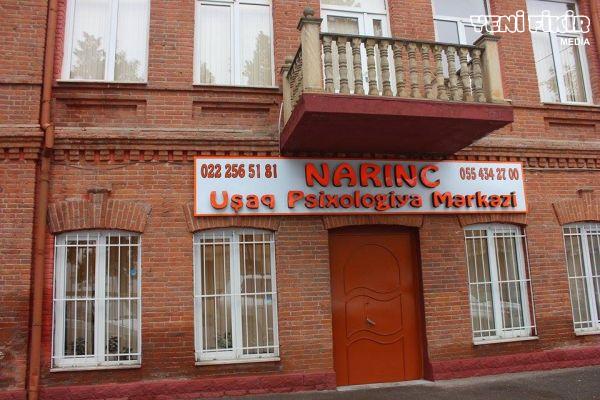 YENİ FİKİR
MEDIA
022 256 51 81 NARINC 055 434 27 00
Uşaq Psixologiya Mərkəzi